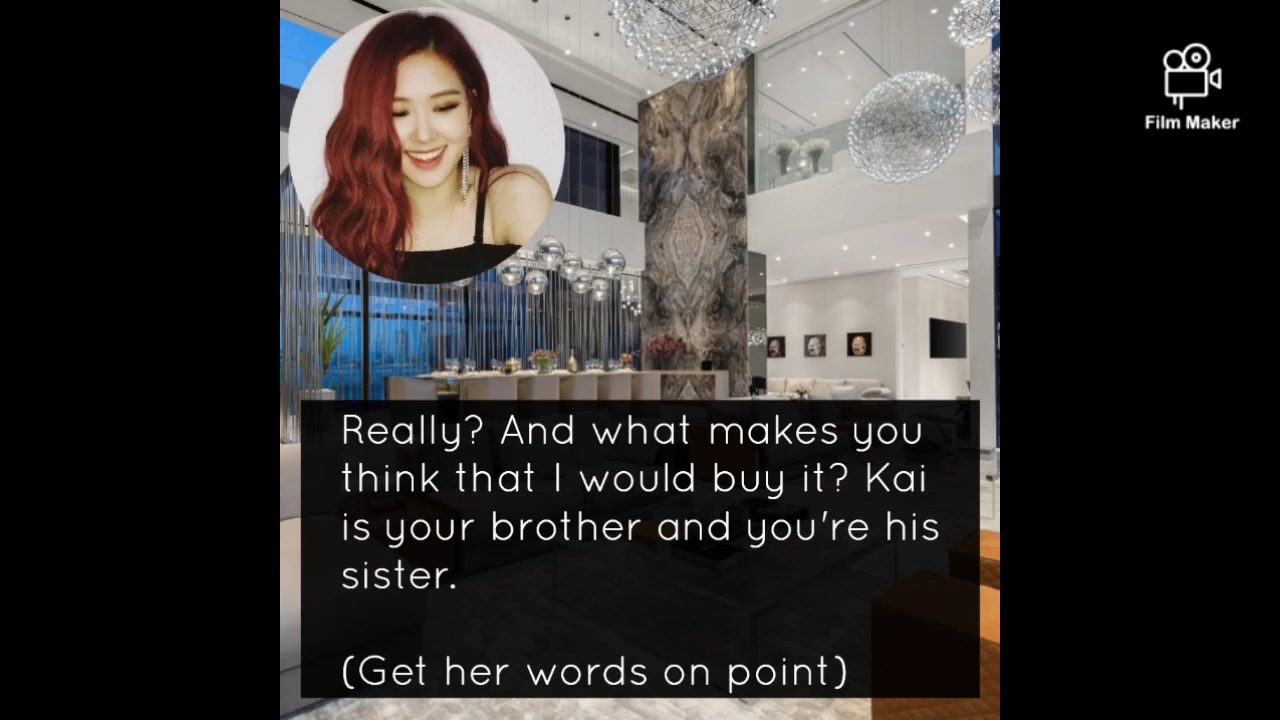 Film Maker
Really? And what makes you
think that I would buy it? Kai
is your brother and you're his
sister.
(Get her words on point)